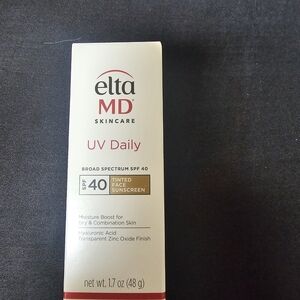 elta
MD
SKINCARE
UV Daily
BROAD SPECTRUM SPF 40
SPF 40 TINTED
FACE
SUNSCREEN
Moisture Boost for
Dry & Combination Skin
Hyaluronic Acid
Transparent Zinc Oxide Finish
net wt. 1.7 oz (48 g)